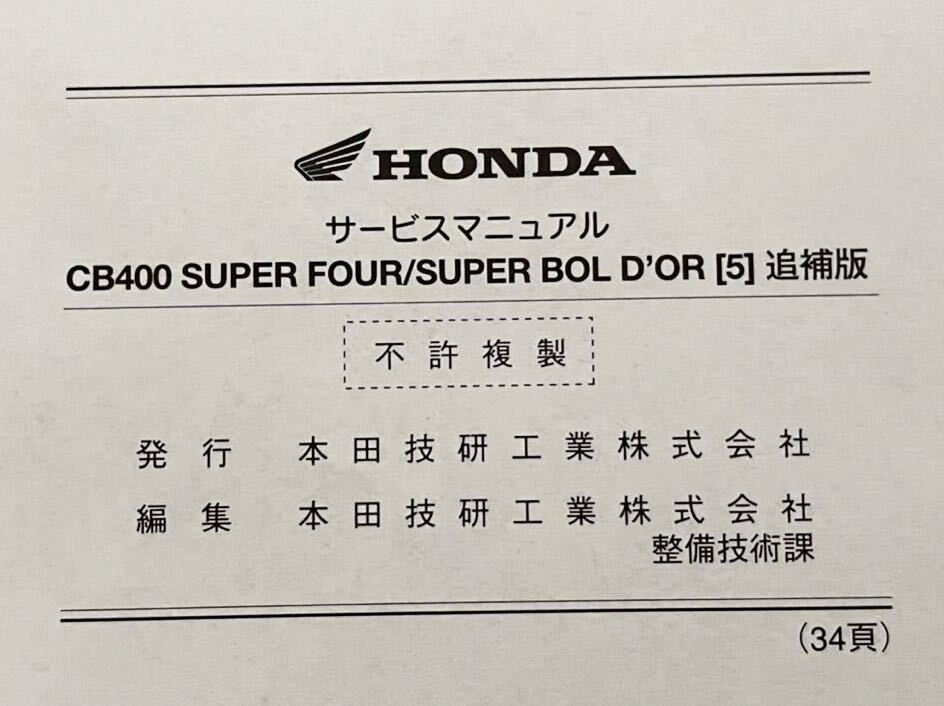 HONDA
サービスマニュアル
CB400 SUPER FOUR/SUPER BOL D'OR [5] 追補版
不許複製
発行 本田技研工業株式会社
編集 本田技研工業株式会社
整備技術課
(34頁)